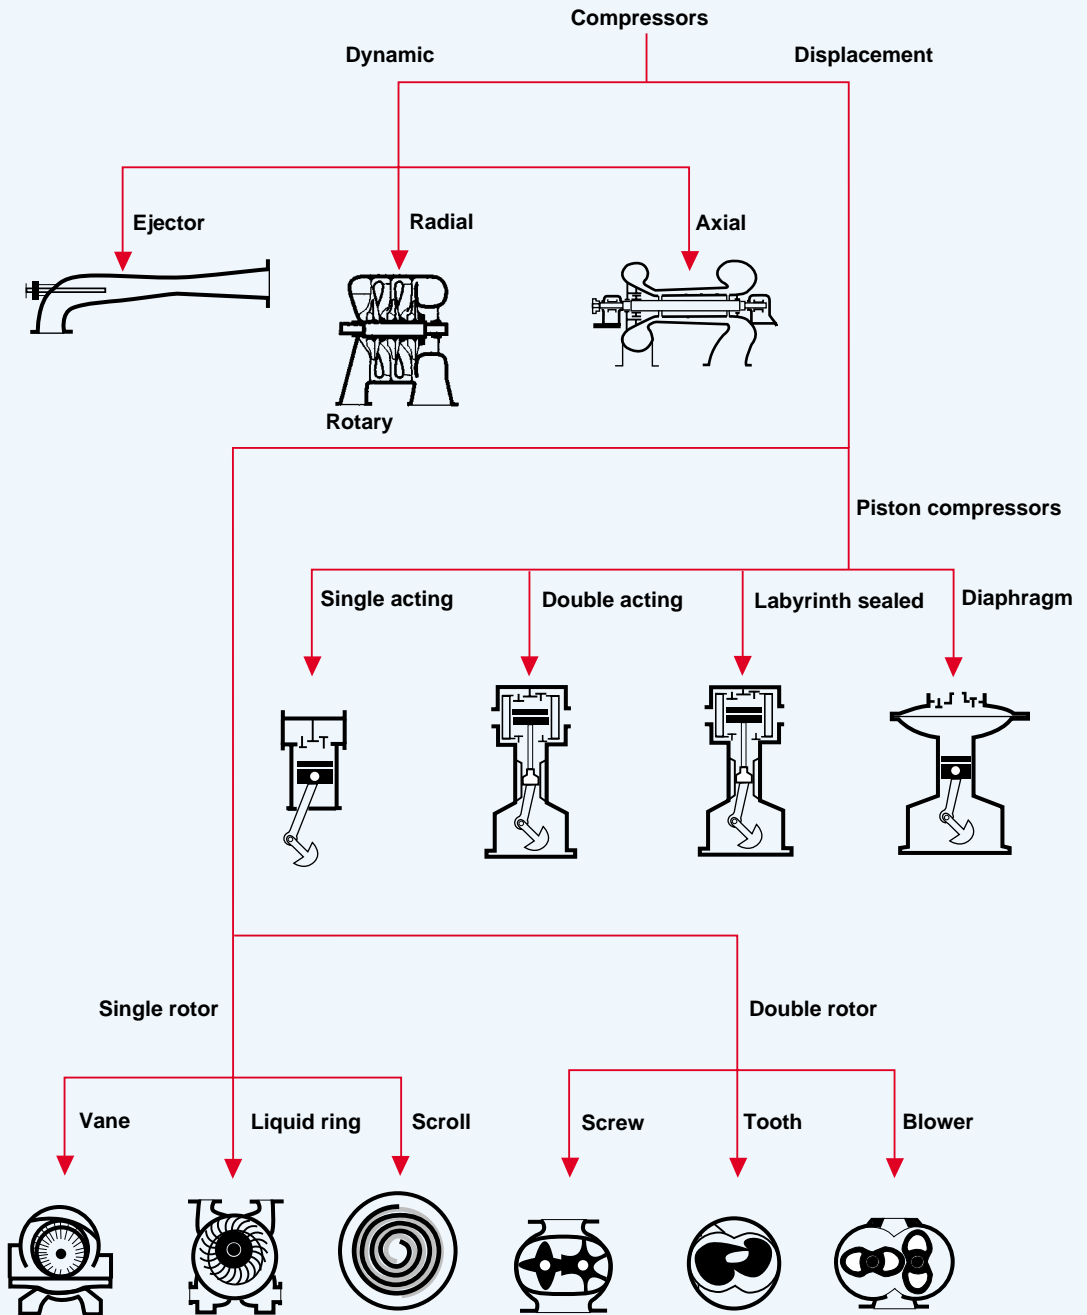 Compressors
Dynamic
Displacement
Ejector
Radial
Axial
Rotary
Piston compressors
Single acting
Double acting
Labyrinth sealed
Diaphragm
Single rotor
Double rotor
Vane
Liquid ring
Scroll
Screw
Tooth
Blower